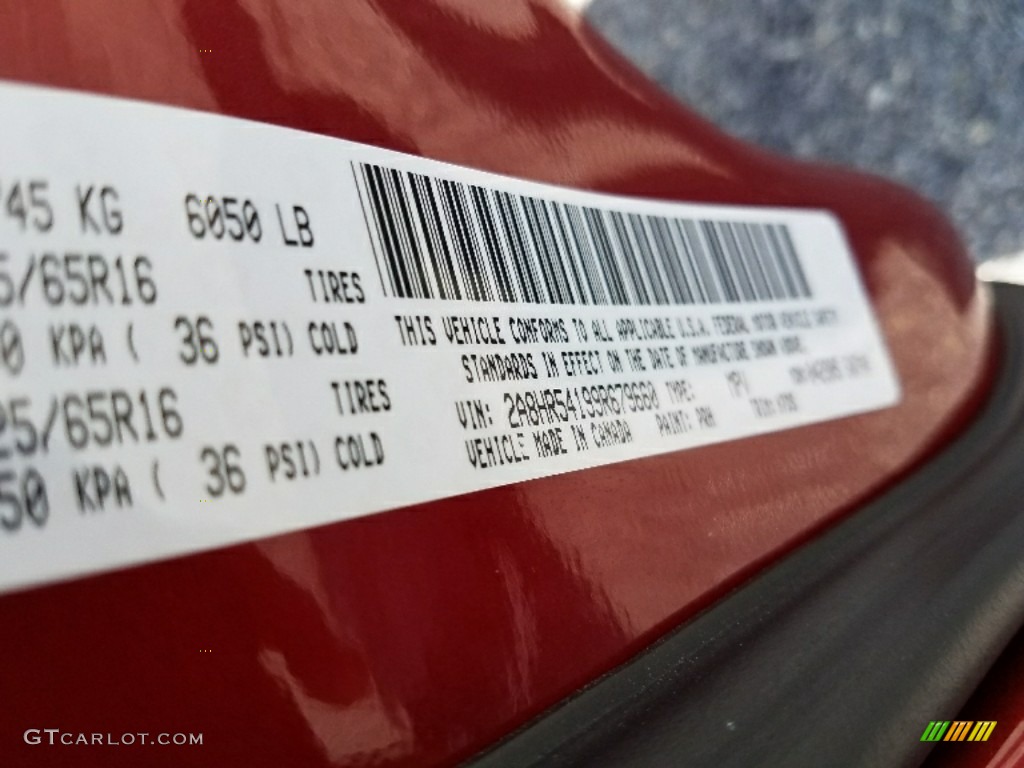 745 KG 6050 LB
5/65R16 TIRES
0 KPA ( 36 PSI) COLD
25/65R16 TIRES
50 KPA ( 36 PSI) COLD
THIS VEHICLE CONFORMS TO ALL APPLICABLE U.S.A. FEDERAL MOTOR VEHICLE SAFETY
STANDARDS IN EFFECT ON THE DATE OF MANUFACTURE SHOWN ABOVE.
VIN: 2A8HR54199R679660 TYPE: MPV
VEHICLE MADE IN CANADA PAINT: PRH
GTCARLOT.COM